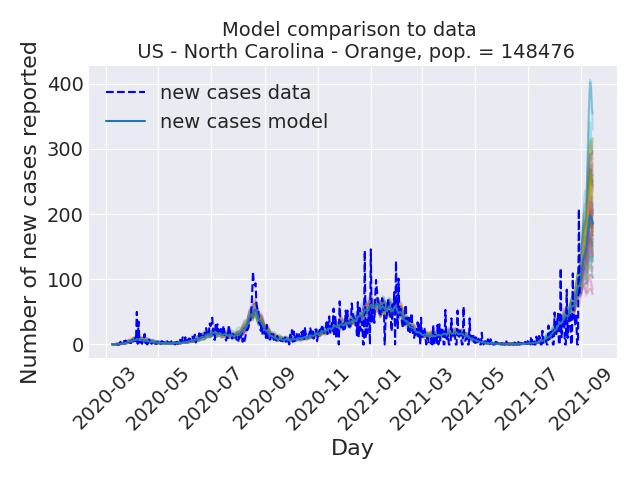 Model comparison to data
US - North Carolina - Orange, pop. = 148476
Number of new cases reported
400
300
200
100
0
new cases data
new cases model
2020-03
2020-05
2020-07
2020-09
2020-11
2021-01
2021-03
2021-05
2021-07
2021-09
Day